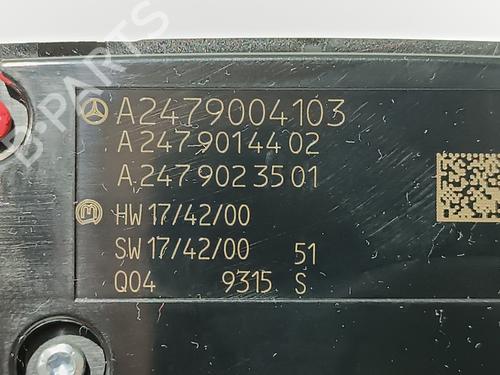 A2479004103
A 247 901 44 02
A 247 902 35 01
HW 17/42/00
SW 17/42/00 51
Q04 9315 S
B-PARTS